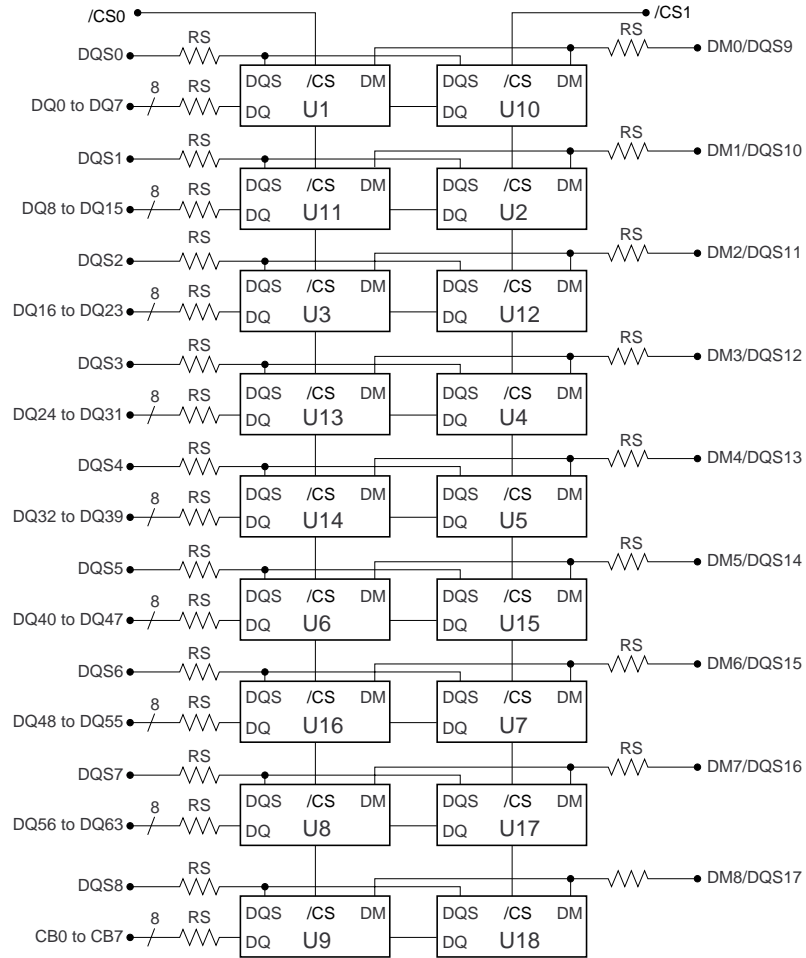 /CS0 /CS1
RS RS
DQS0 DM0/DQS9
8 RS DQS /CS DM DQS /CS DM
DQ0 to DQ7 DQ U1 DQ U10
RS RS
DQS1 DM1/DQS10
8 RS DQS /CS DM DQS /CS DM
DQ8 to DQ15 DQ U11 DQ U2
RS RS
DQS2 DM2/DQS11
8 RS DQS /CS DM DQS /CS DM
DQ16 to DQ23 DQ U3 DQ U12
RS RS
DQS3 DM3/DQS12
8 RS DQS /CS DM DQS /CS DM
DQ24 to DQ31 DQ U13 DQ U4
RS RS
DQS4 DM4/DQS13
8 RS DQS /CS DM DQS /CS DM
DQ32 to DQ39 DQ U14 DQ U5
RS RS
DQS5 DM5/DQS14
8 RS DQS /CS DM DQS /CS DM
DQ40 to DQ47 DQ U6 DQ U15
RS RS
DQS6 DM6/DQS15
8 RS DQS /CS DM DQS /CS DM
DQ48 to DQ55 DQ U16 DQ U7
RS RS
DQS7 DM7/DQS16
8 RS DQS /CS DM DQS /CS DM
DQ56 to DQ63 DQ U8 DQ U17
RS
DQS8 DM8/DQS17
8 RS DQS /CS DM DQS /CS DM
CB0 to CB7 DQ U9 DQ U18